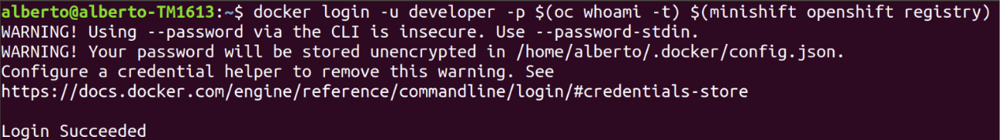 alberto@alberto-TM1613:~$ docker login -u developer -p $(oc whoami -t) $(minishift openshift registry)
WARNING! Using --password via the CLI is insecure. Use --password-stdin.
WARNING! Your password will be stored unencrypted in /home/alberto/.docker/config.json.
Configure a credential helper to remove this warning. See
https://docs.docker.com/engine/reference/commandline/login/#credentials-store
Login Succeeded